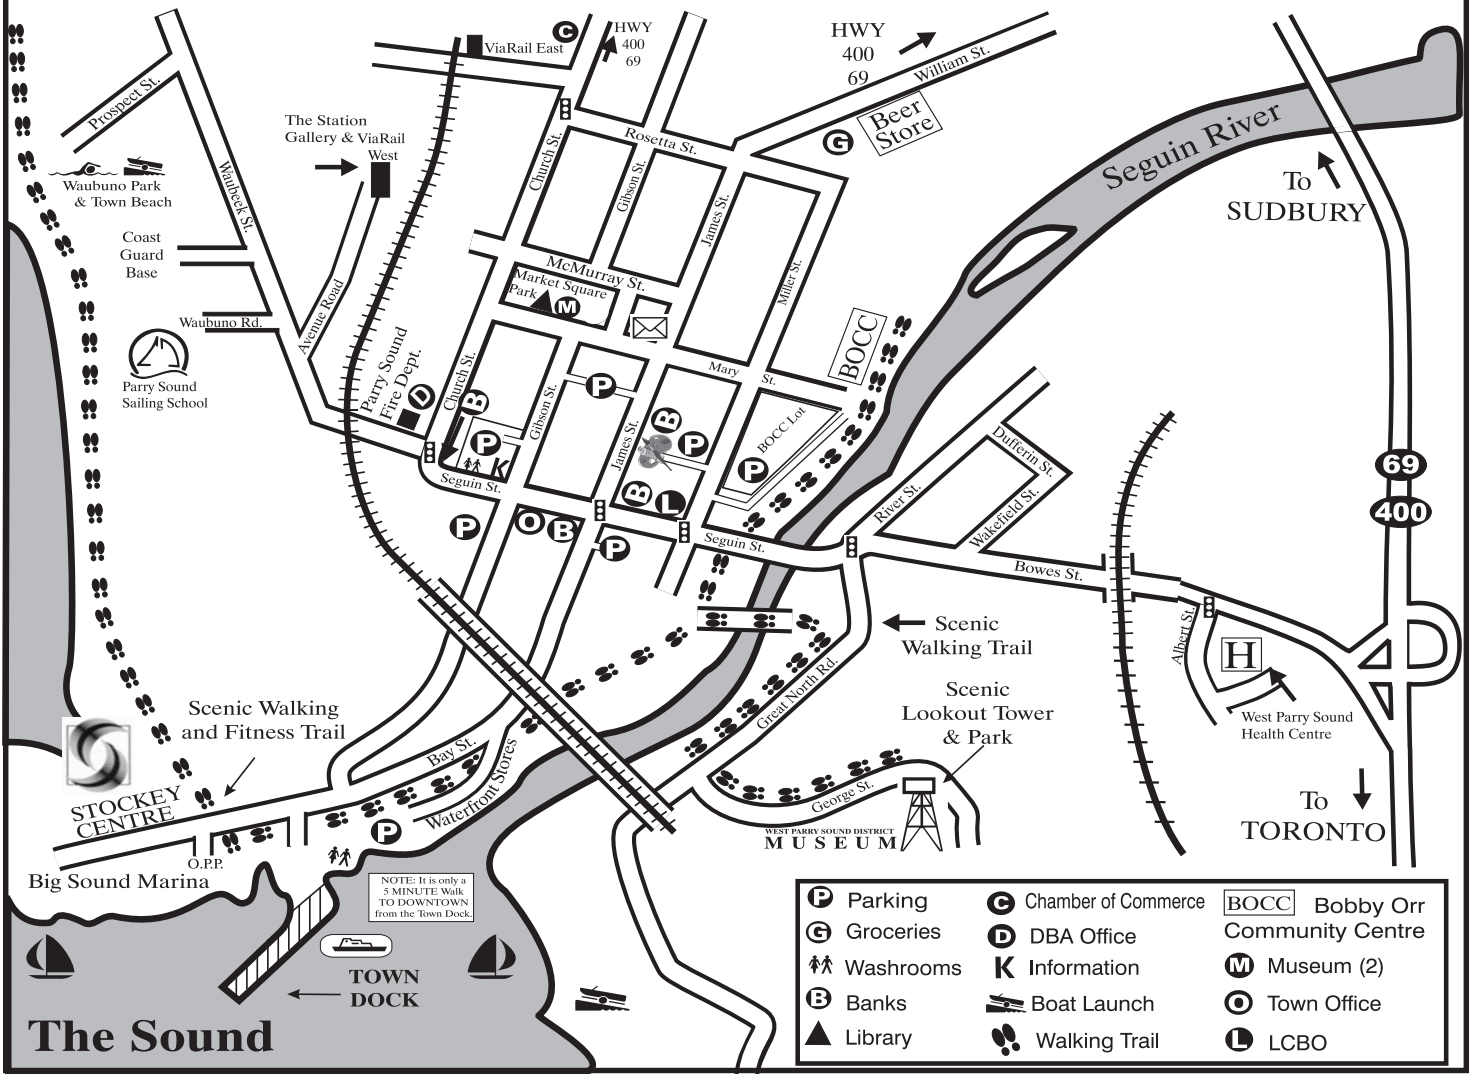 HWY
400
69
C
ViaRail East
HWY
400
69
William St.
Prospect St.
The Station
Gallery & ViaRail
West
Church St.
Rosetta St.
Gibson St.
G
Beer
Store
Seguin River
Waubuno Park
& Town Beach
Waubeek St.
James St.
To
SUDBURY
Coast
Guard
Base
McMurray St.
Market Square
Park
M
Miller St.
Avenue Road
Waubuno Rd.
BOCC
Parry Sound
Sailing School
Parry Sound
Fire Dept.
D
Church St.
B
Mary St.
P
Gibson St.
James St.
B
P
BOCC Lot
P
P
K
Seguin St.
B
L
Dufferin St.
River St.
Wakefield St.
69
400
P
O
B
P
Seguin St.
Bowes St.
Albert St.
H
Scenic
Walking Trail
Great North Rd.
Scenic
Lookout Tower
& Park
West Parry Sound
Health Centre
Scenic Walking
and Fitness Trail
Bay St.
Waterfront Stores
George St.
WEST PARRY SOUND DISTRICT
MUSEUM
To
TORONTO
STOCKEY
CENTRE
P
O.P.P.
Big Sound Marina
NOTE: It is only a
5 MINUTE Walk
TO DOWNTOWN
from the Town Dock.
TOWN
DOCK
The Sound
P Parking
G Groceries
Washrooms
B Banks
Library
C Chamber of Commerce
D DBA Office
K Information
Boat Launch
Walking Trail
BOCC Bobby Orr
Community Centre
M Museum (2)
O Town Office
L LCBO